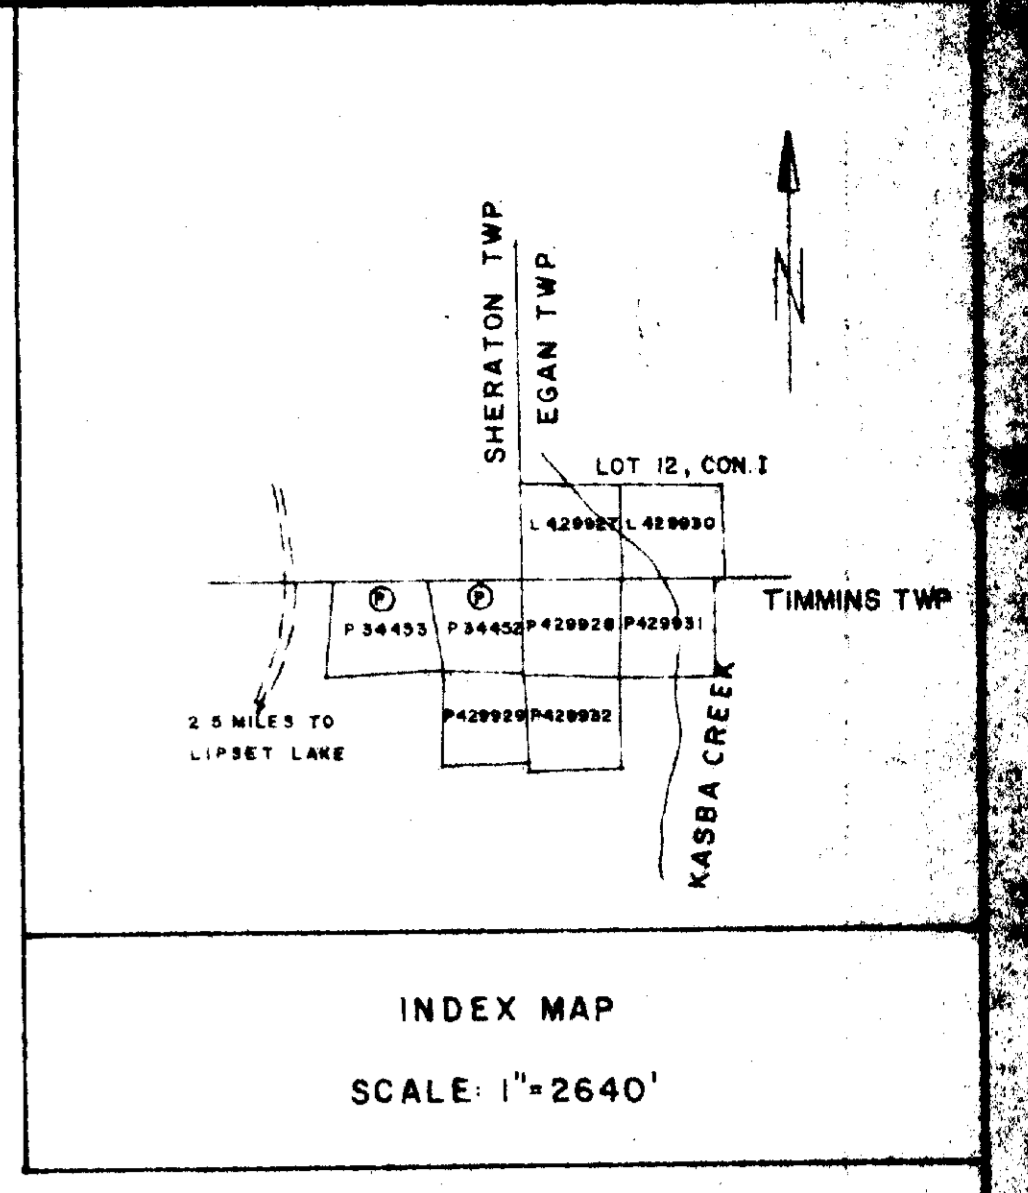 SHERATON TWP.
EGAN TWP.
N
LOT 12, CON. I
L 429927 L 429930
TIMMINS TWP
P P
P 34453 P 34452 P 429928 P429931
P429929 P429932
2 5 MILES TO
LIPSET LAKE
KASBA CREEK
INDEX MAP
SCALE: 1"=2640'